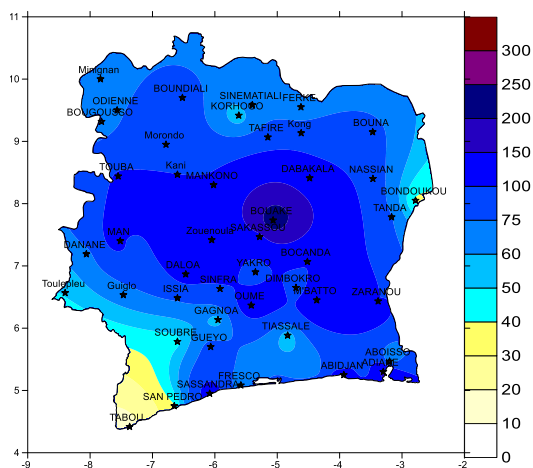 11
10
9
8
7
6
5
4
-9 -8 -7 -6 -5 -4 -3 -2
Minignan
BOUNDIALI
ODIENNE
SINEMATIALI
FERKE
BOUGOUSSO
KORHOGO
TAFIRE
Kong
BOUNA
Morondo
TOUBA
Kani
MANKONO
DABAKALA
NASSIAN
BONDOUKOU
TANDA
BOUAKE
SAKASSOU
MAN
DANANE
BOCANDA
DALOA
YAKRO
Toulepleu
Guiglo
ISSIA
SINFRA
DIMBOKRO
ZARANOU
OUME
GAGNOA
TIASSALE
SOUBRE
GUEYO
ABOISSO
ABIDJAN
FRESCO
SASSANDRA
SAN PEDRO
TABOU
300
250
200
150
100
75
60
50
40
30
20
10
0